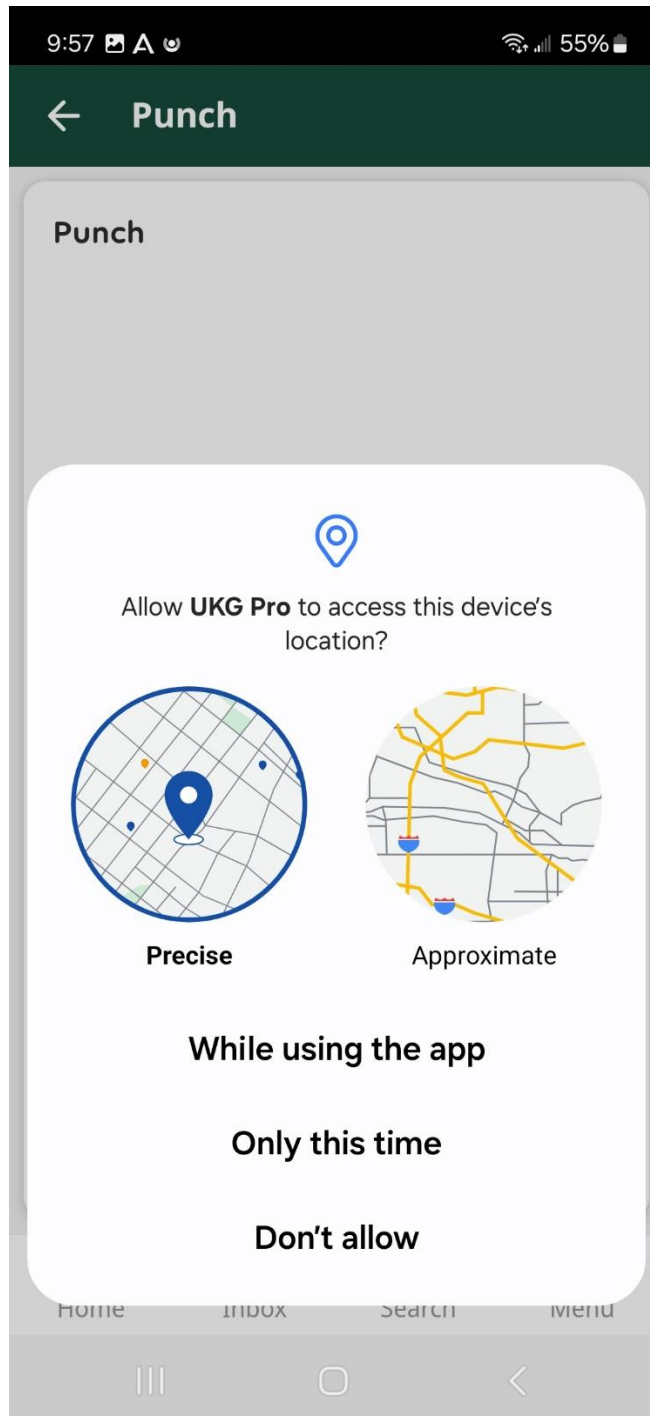 9:57
55%
Punch
Punch
Allow UKG Pro to access this device's
location?
Precise
Approximate
While using the app
Only this time
Don't allow
Home
Inbox
Search
Menu